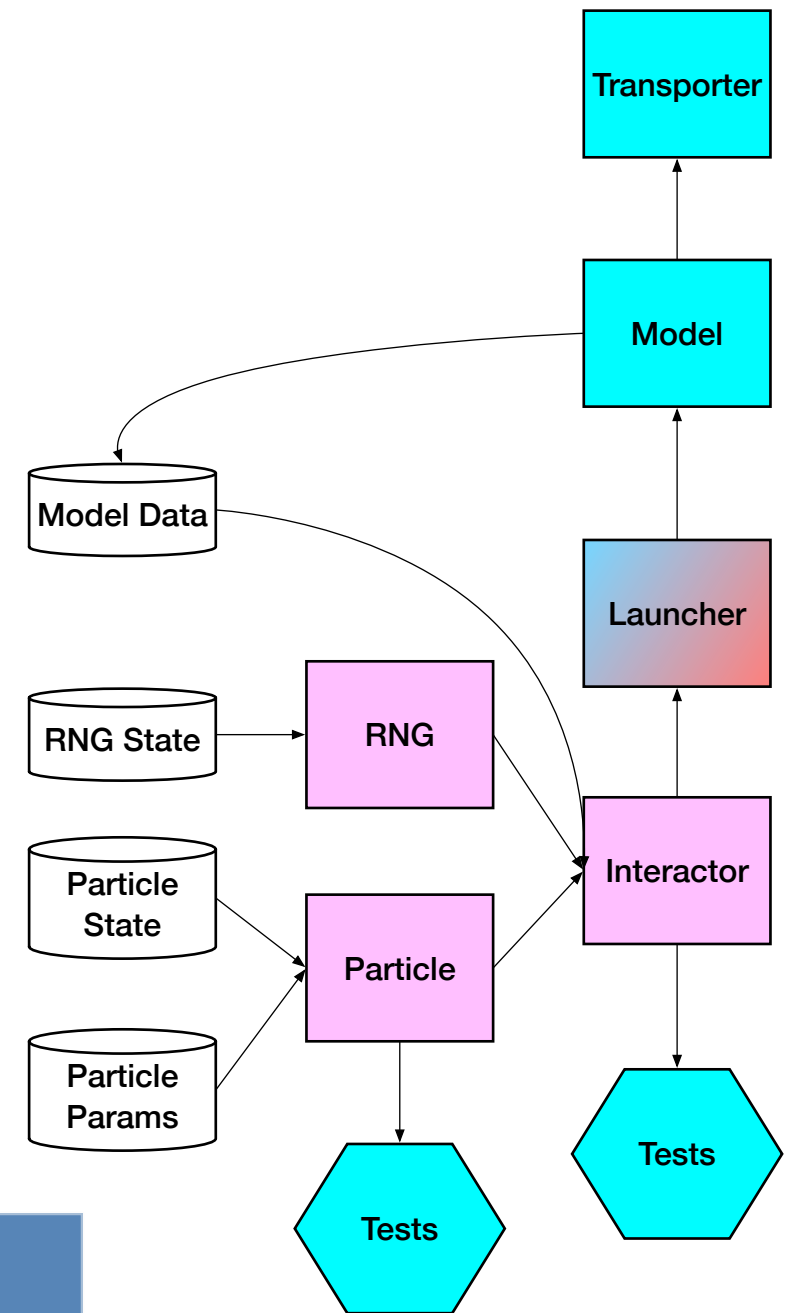 Transporter
Model
Model Data
Launcher
RNG State
RNG
Particle
State
Interactor
Particle
Particle
Params
Tests
Tests